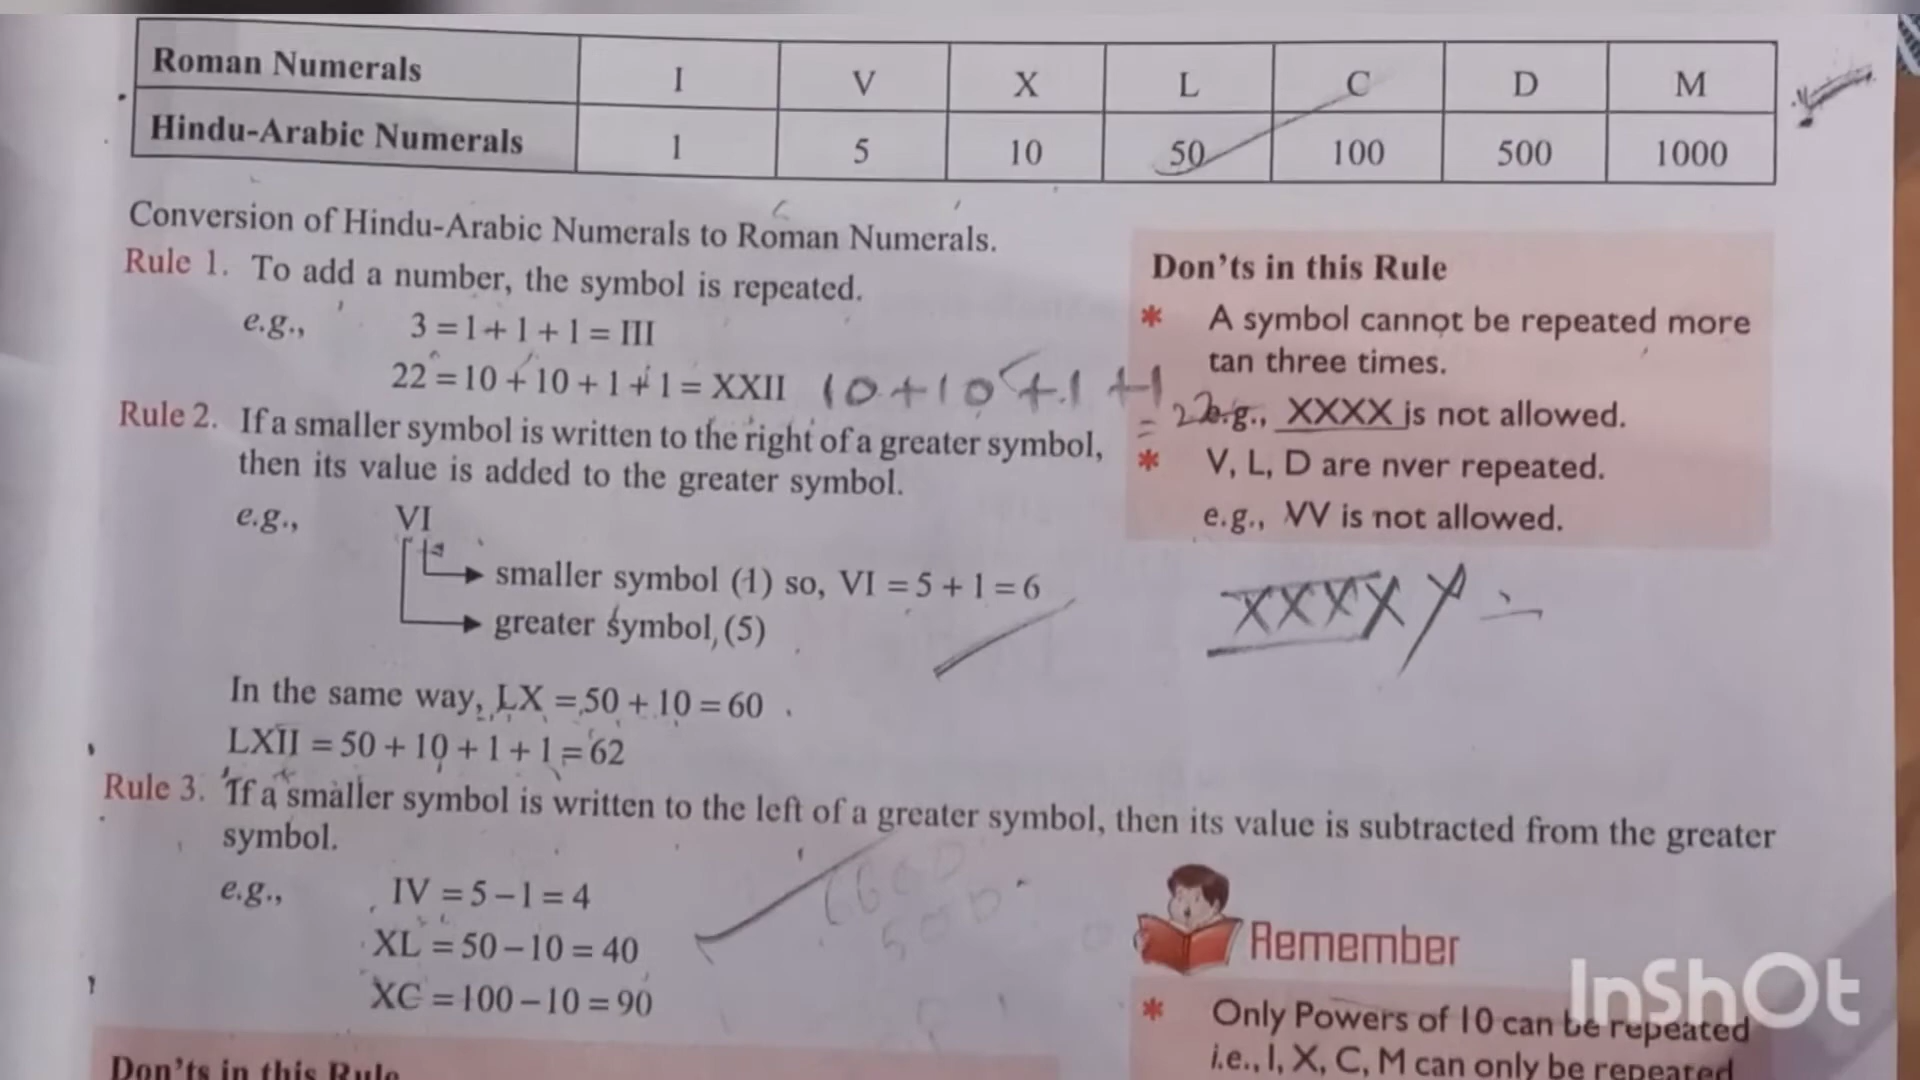 Roman Numerals I V X L C D M
Hindu-Arabic Numerals 1 5 10 50 100 500 1000
Conversion of Hindu-Arabic Numerals to Roman Numerals.
Rule 1. To add a number, the symbol is repeated.
e.g., 3 = 1 + 1 + 1 = III
22 = 10 + 10 + 1 + 1 = XXII 10+10+1+1
= 22
Don'ts in this Rule
* A symbol cannot be repeated more
tan three times.
e.g., XXXX is not allowed.
* V, L, D are nver repeated.
e.g., VV is not allowed.
Rule 2. If a smaller symbol is written to the right of a greater symbol,
then its value is added to the greater symbol.
e.g., VI
smaller symbol (1) so, VI = 5 + 1 = 6
greater symbol (5)
XXXX
In the same way, LX = 50 + 10 = 60
LXII = 50 + 10 + 1 + 1 = 62
Rule 3. If a smaller symbol is written to the left of a greater symbol, then its value is subtracted from the greater
symbol.
e.g., IV = 5 – 1 = 4
XL = 50 – 10 = 40
XC = 100 – 10 = 90
Remember
* Only Powers of 10 can be repeated
i.e., I, X, C, M can only be repeated
Don'ts in this Rule
InShOt